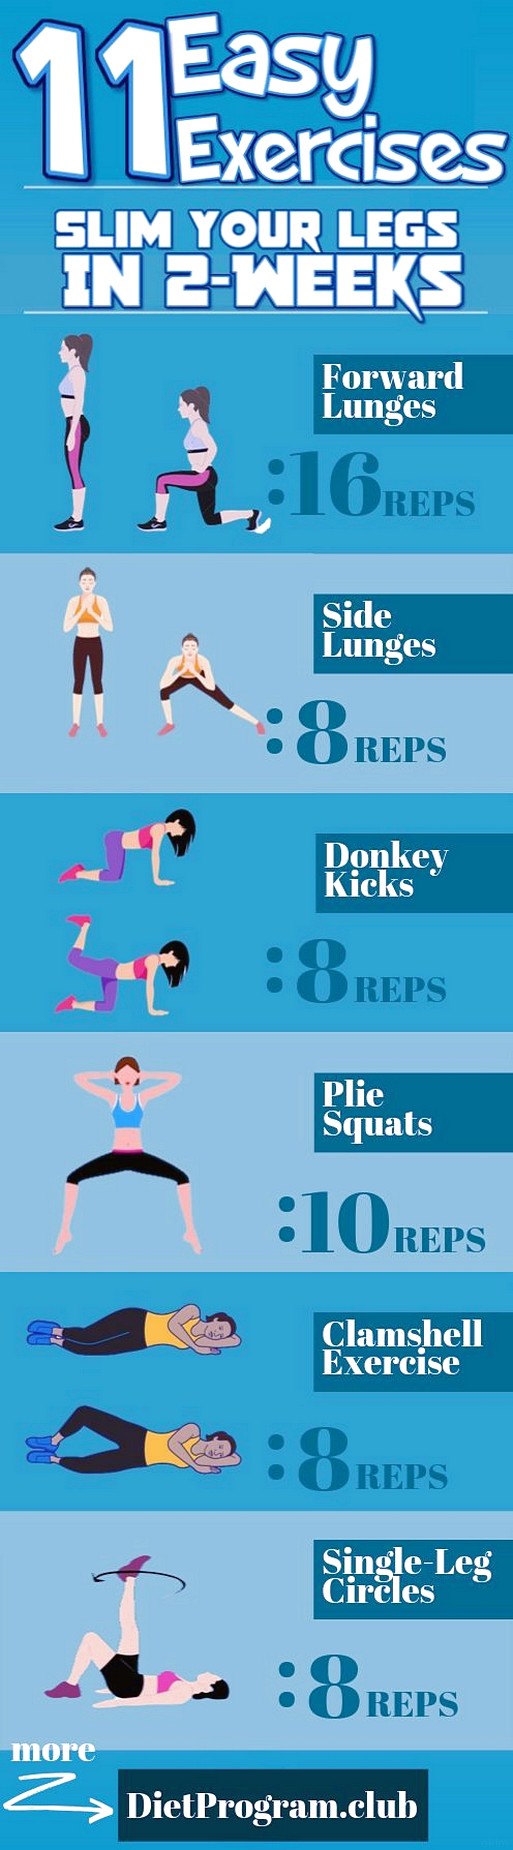 11 Easy
Exercises
SLIM YOUR LEGS
IN 2-WEEKS
Forward
Lunges
:16 REPS
Side
Lunges
:8 REPS
Donkey
Kicks
:8 REPS
Plie
Squats
:10 REPS
Clamshell
Exercise
:8 REPS
Single-Leg
Circles
:8 REPS
more
DietProgram.club